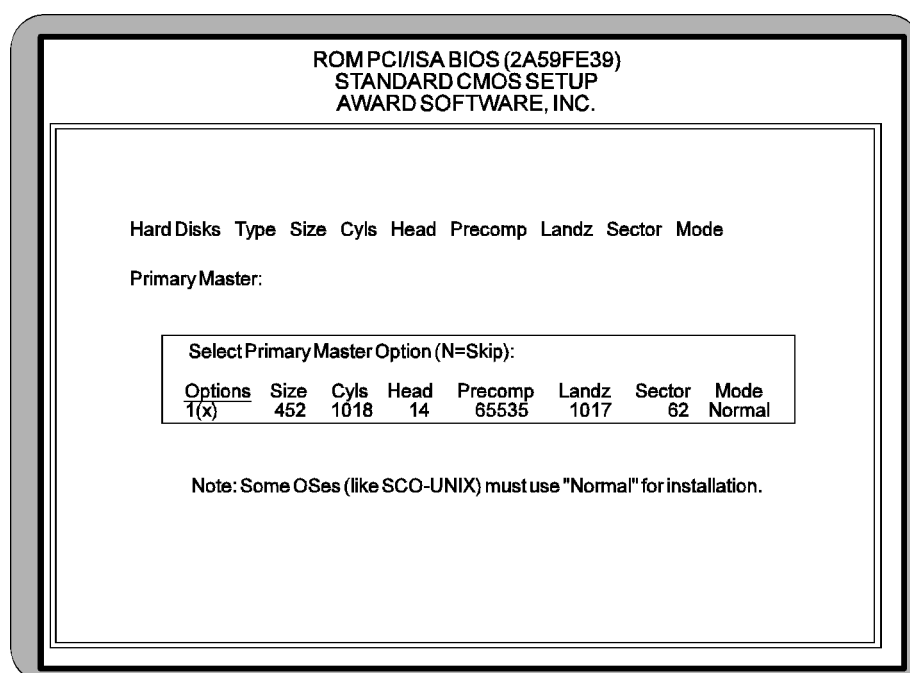 ROM PCI/ISA BIOS (2A59FE39)
STANDARD CMOS SETUP
AWARD SOFTWARE, INC.
Hard Disks Type Size Cyls Head Precomp Landz Sector Mode
Primary Master:
Select Primary Master Option (N=Skip):
Options Size Cyls Head Precomp Landz Sector Mode
1(x) 452 1018 14 65535 1017 62 Normal
Note: Some OSes (like SCO-UNIX) must use "Normal" for installation.